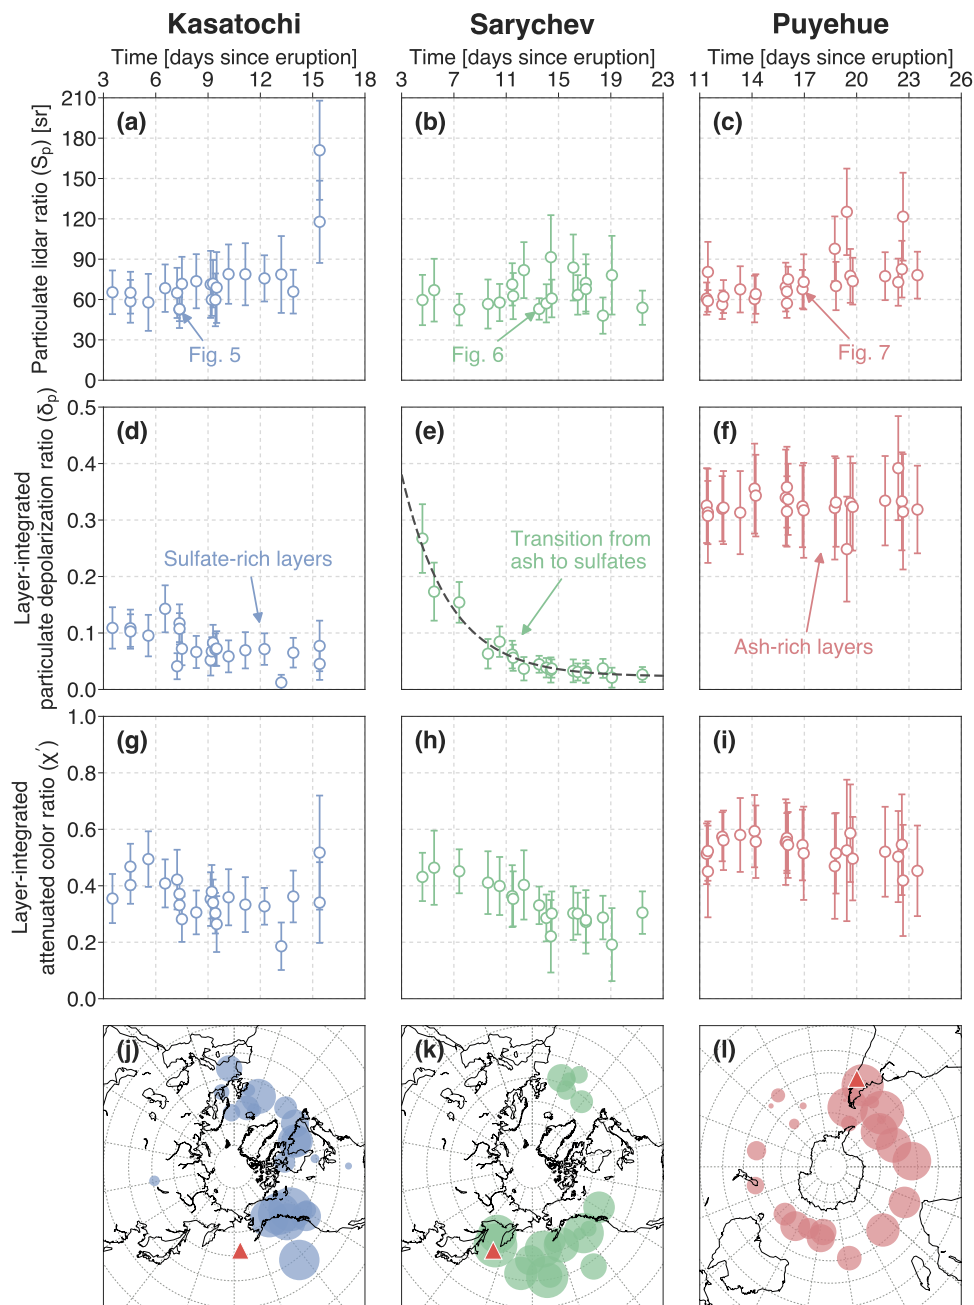 Kasatochi
Sarychev
Puyehue
Time [days since eruption]
Time [days since eruption]
Time [days since eruption]
3 6 9 12 15 18
3 7 11 15 19 23
11 14 17 20 23 26
Particulate lidar ratio (Sp) [sr]
210
180
150
120
90
60
30
0
(a)
Fig. 5
(b)
Fig. 6
(c)
Fig. 7
Layer-integrated
particulate depolarization ratio (δp)
0.5
0.4
0.3
0.2
0.1
0.0
(d)
Sulfate-rich layers
(e)
Transition from
ash to sulfates
(f)
Ash-rich layers
Layer-integrated
attenuated color ratio (χ′)
1.0
0.8
0.6
0.4
0.2
0.0
(g)
(h)
(i)
(j)
(k)
(l)